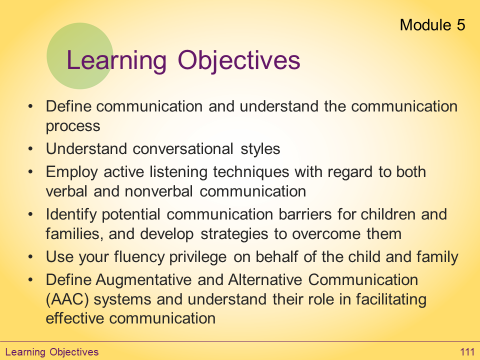 Module 5
Learning Objectives
• Define communication and understand the communication
process
• Understand conversational styles
• Employ active listening techniques with regard to both
verbal and nonverbal communication
• Identify potential communication barriers for children and
families, and develop strategies to overcome them
• Use your fluency privilege on behalf of the child and family
• Define Augmentative and Alternative Communication
(AAC) systems and understand their role in facilitating
effective communication
Learning Objectives 111